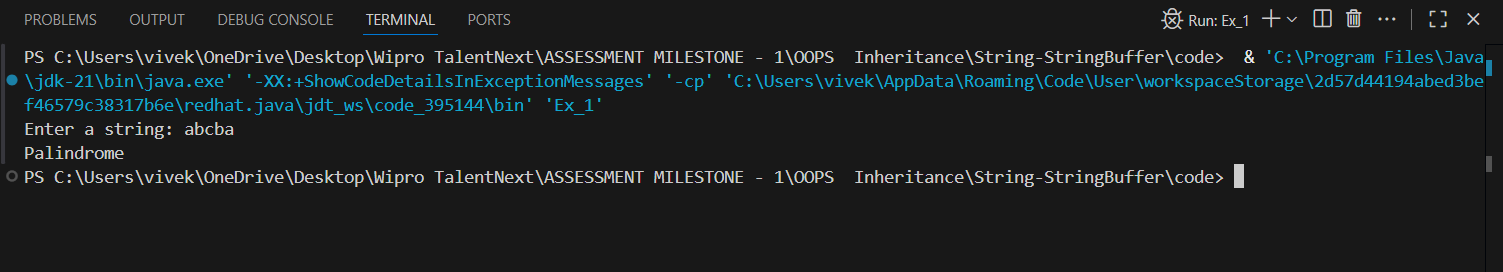 PROBLEMS OUTPUT DEBUG CONSOLE TERMINAL PORTS Run: Ex_1
PS C:\Users\vivek\OneDrive\Desktop\Wipro TalentNext\ASSESSMENT MILESTONE - 1\OOPS  Inheritance\String-StringBuffer\code>  & 'C:\Program Files\Java
\jdk-21\bin\java.exe' '-XX:+ShowCodeDetailsInExceptionMessages' '-cp' 'C:\Users\vivek\AppData\Roaming\Code\User\workspaceStorage\2d57d44194abed3be
f46579c38317b6e\redhat.java\jdt_ws\code_395144\bin' 'Ex_1'
Enter a string: abcba
Palindrome
PS C:\Users\vivek\OneDrive\Desktop\Wipro TalentNext\ASSESSMENT MILESTONE - 1\OOPS  Inheritance\String-StringBuffer\code>